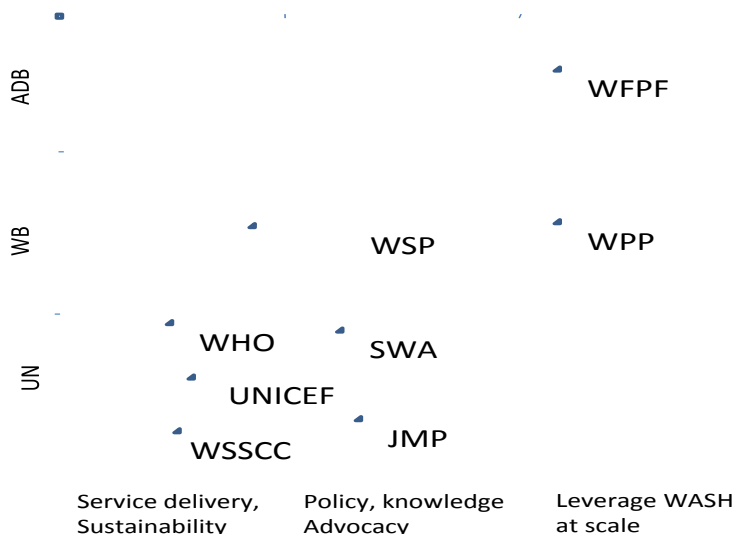 ADB
WFPF
WB
WSP
WPP
UN
WHO
SWA
UNICEF
WSSCC
JMP
Service delivery,
Sustainability
Policy, knowledge
Advocacy
Leverage WASH
at scale